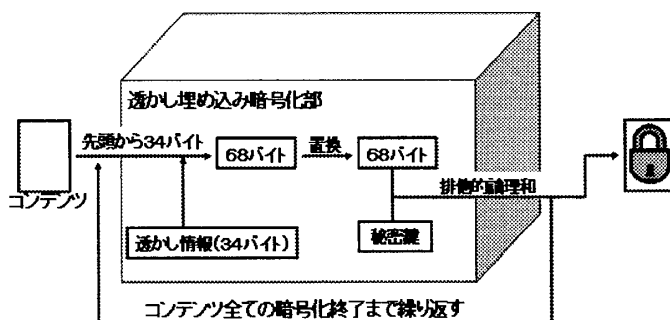 透かし埋め込み暗号化部
先頭から34バイト
68バイト
置換
68バイト
コンテンツ
排他的論理和
透かし情報(34バイト)
秘密鍵
コンテンツ全ての暗号化終了まで繰り返す